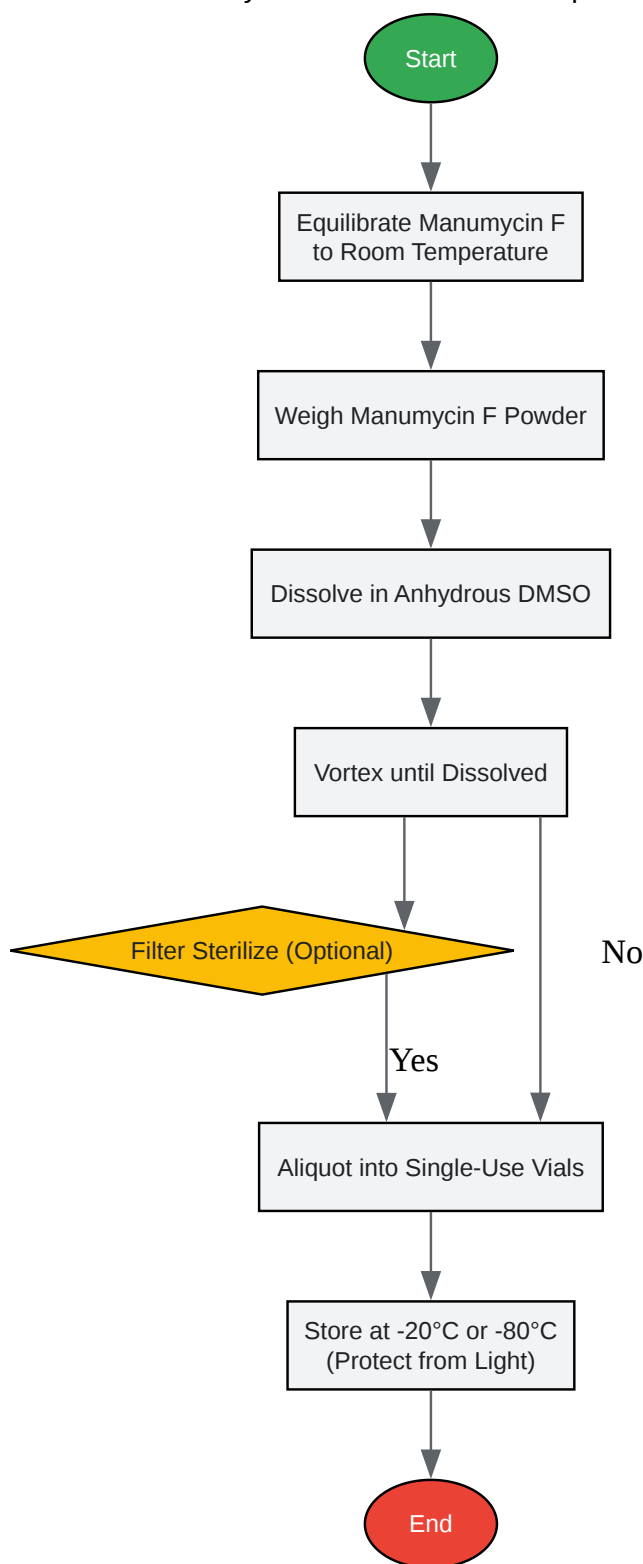 Start
Equilibrate Manumycin F
to Room Temperature
Weigh Manumycin F Powder
Dissolve in Anhydrous DMSO
Vortex until Dissolved
Filter Sterilize (Optional)
No
Yes
Aliquot into Single-Use Vials
Store at -20°C or -80°C
(Protect from Light)
End